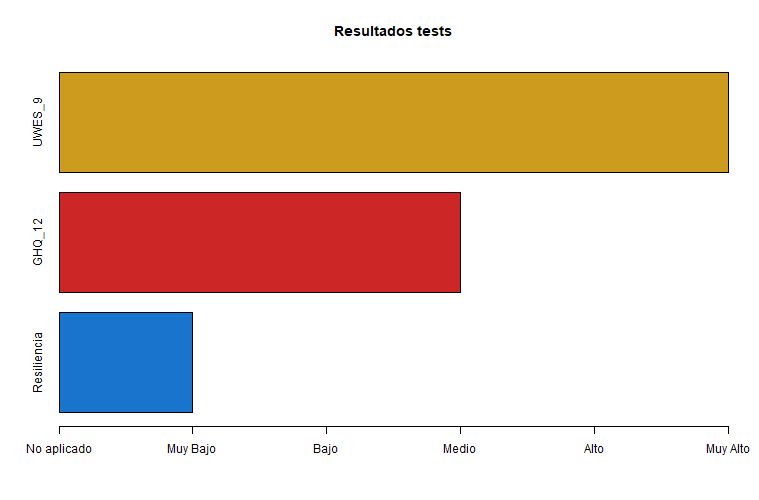 Resultados tests
UWES_9
GHQ_12
Resiliencia
No aplicado
Muy Bajo
Bajo
Medio
Alto
Muy Alto